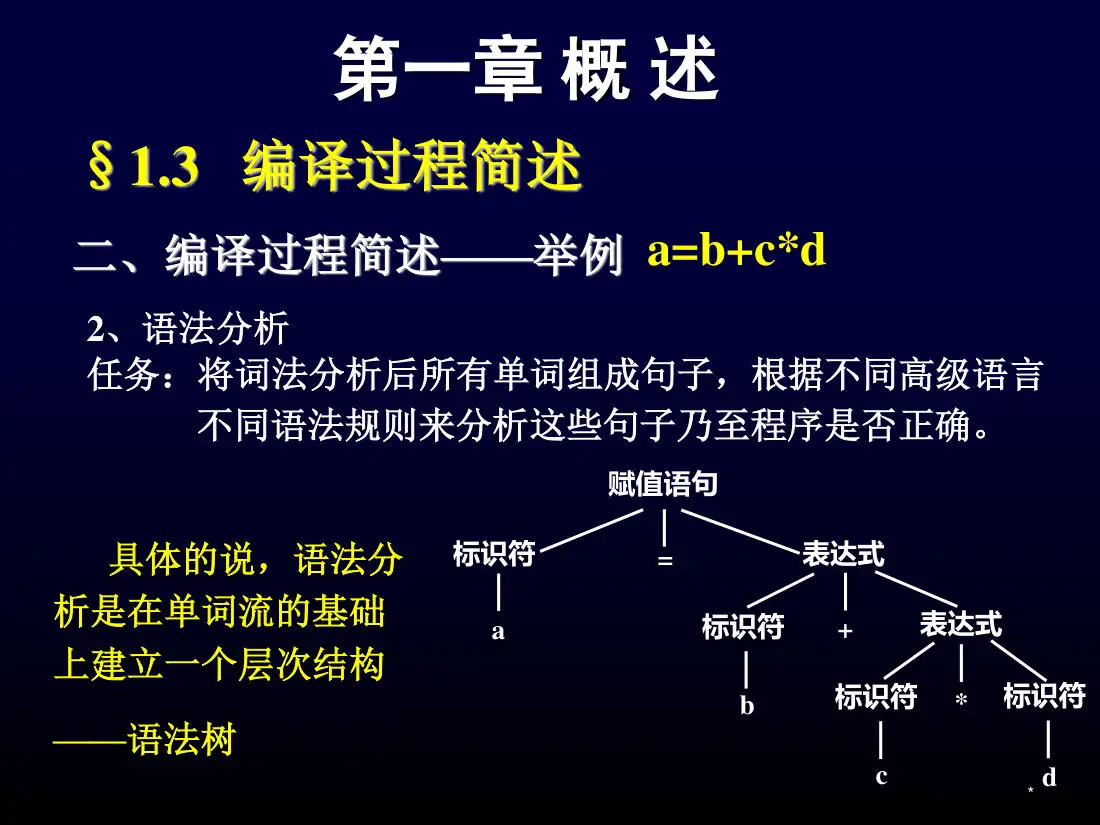 第一章 概 述
§1.3 编译过程简述
二、编译过程简述——举例 a=b+c*d
2、语法分析
任务：将词法分析后所有单词组成句子，根据不同高级语言
不同语法规则来分析这些句子乃至程序是否正确。
具体的说，语法分
析是在单词流的基础
上建立一个层次结构
——语法树
赋值语句
标识符 = 表达式
a 标识符 + 表达式
b 标识符 * 标识符
c d
*